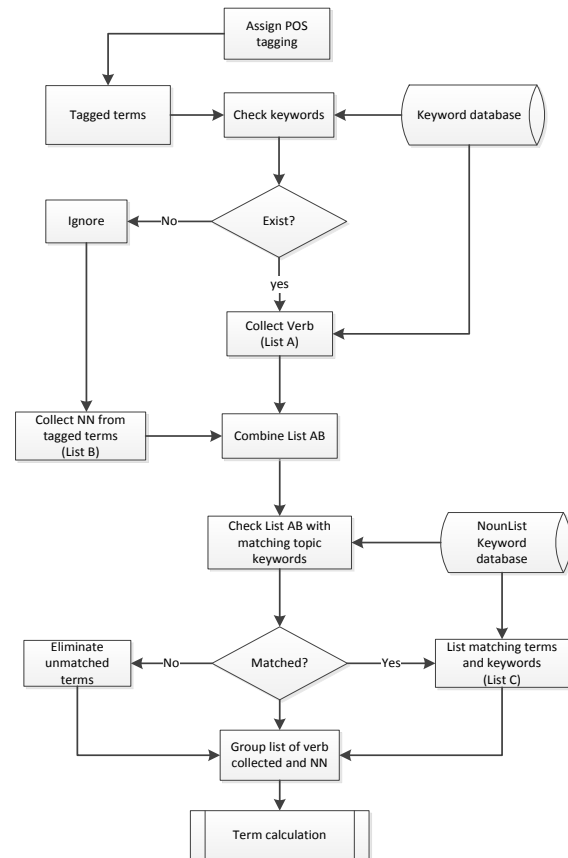 Assign POS
tagging
Tagged terms
Check keywords
Keyword database
Ignore
No
Exist?
yes
Collect Verb
(List A)
Collect NN from
tagged terms
(List B)
Combine List AB
Check List AB with
matching topic
keywords
NounList
Keyword
database
Eliminate
unmatched
terms
No
Matched?
Yes
List matching terms
and keywords
(List C)
Group list of verb
collected and NN
Term calculation